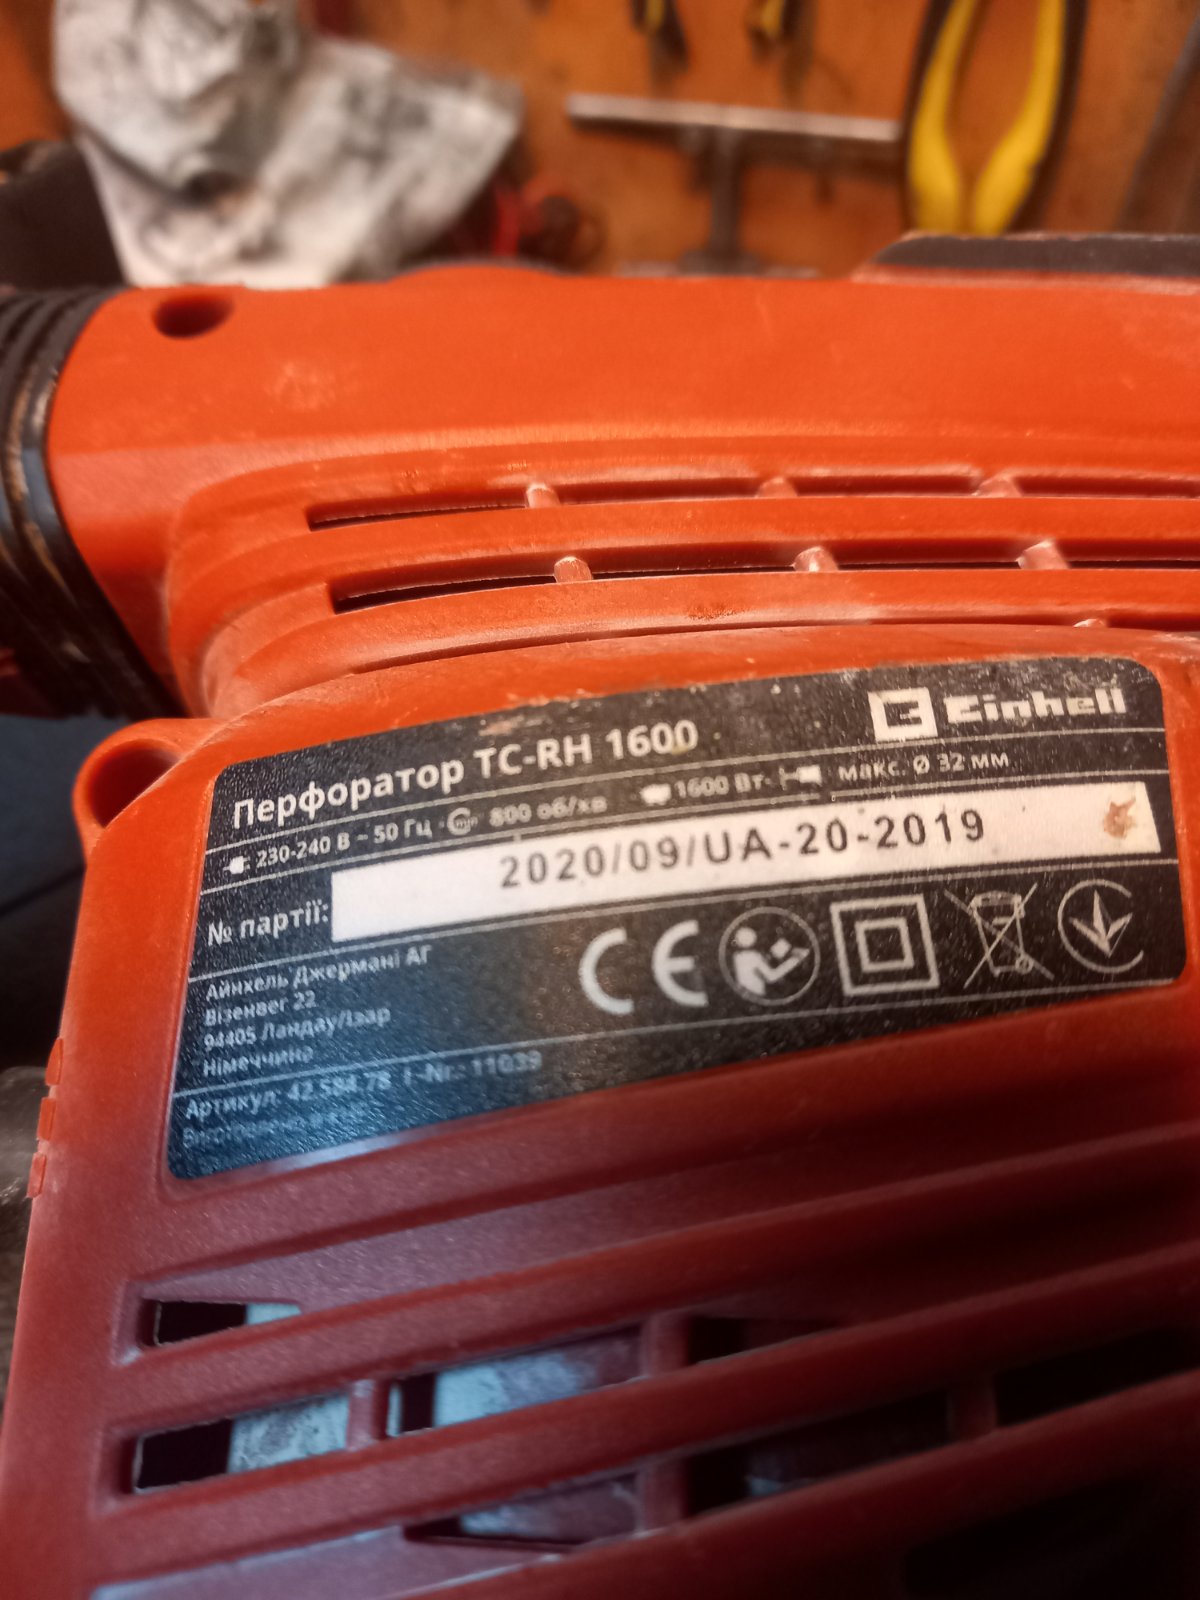 Перфоратор TC-RH 1600
Einhell
230-240 В ~ 50 Гц · 800 об/хв 1600 Вт· макс. Ø 32 мм
№ партії: 2020/09/UA-20-2019
Айнхель Джермані АГ
Візенвег 22
94405 Ландау/Ізар
Німеччина
CE
Артикул: 42.584.78 I.-Nr.: 11039